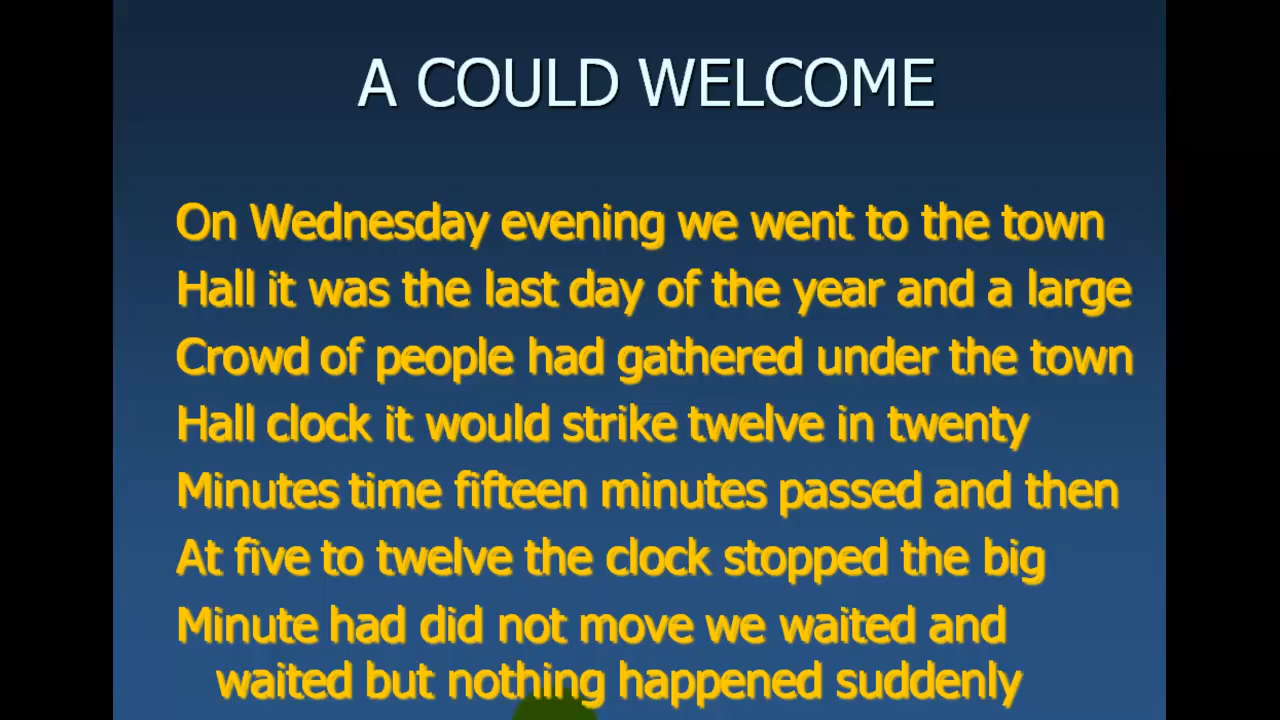 A COULD WELCOME
On Wednesday evening we went to the town
Hall it was the last day of the year and a large
Crowd of people had gathered under the town
Hall clock it would strike twelve in twenty
Minutes time fifteen minutes passed and then
At five to twelve the clock stopped the big
Minute had did not move we waited and
waited but nothing happened suddenly